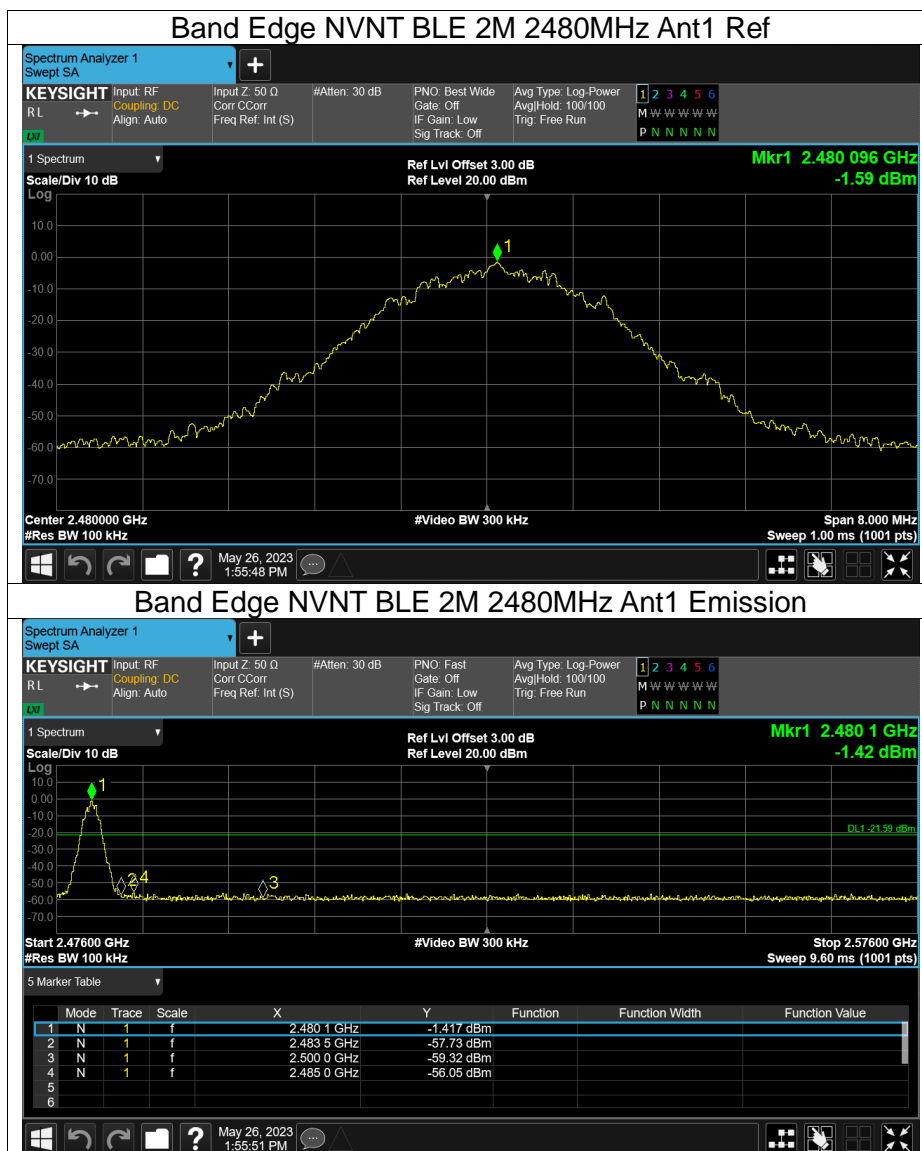 Band Edge NVNT BLE 2M 2480MHz Ant1 Ref
Spectrum Analyzer 1
Swept SA
+
KEYSIGHT Input: RF Input Z: 50 Ω #Atten: 30 dB PNO: Best Wide Avg Type: Log-Power 1 2 3 4 5 6
R L Coupling: DC Corr CCorr Gate: Off Avg|Hold: 100/100 M W W W W W
Align: Auto Freq Ref: Int (S) IF Gain: Low Trig: Free Run
LXI Sig Track: Off P N N N N N
1 Spectrum Ref Lvl Offset 3.00 dB Mkr1 2.480 096 GHz
Scale/Div 10 dB Ref Level 20.00 dBm -1.59 dBm
Log
10.0
0.00
1
-10.0
-20.0
-30.0
-40.0
-50.0
-60.0
-70.0
Center 2.480000 GHz #Video BW 300 kHz Span 8.000 MHz
#Res BW 100 kHz Sweep 1.00 ms (1001 pts)
? May 26, 2023
1:55:48 PM
Band Edge NVNT BLE 2M 2480MHz Ant1 Emission
Spectrum Analyzer 1
Swept SA
+
KEYSIGHT Input: RF Input Z: 50 Ω #Atten: 30 dB PNO: Fast Avg Type: Log-Power 1 2 3 4 5 6
R L Coupling: DC Corr CCorr Gate: Off Avg|Hold: 100/100 M W W W W W
Align: Auto Freq Ref: Int (S) IF Gain: Low Trig: Free Run
LXI Sig Track: Off P N N N N N
1 Spectrum Ref Lvl Offset 3.00 dB Mkr1 2.480 1 GHz
Scale/Div 10 dB Ref Level 20.00 dBm -1.42 dBm
Log
10.0
1
0.00
-10.0
-20.0 DL1 -21.59 dBm
-30.0
-40.0
-50.0 2 4 3
-60.0
-70.0
Start 2.47600 GHz #Video BW 300 kHz Stop 2.57600 GHz
#Res BW 100 kHz Sweep 9.60 ms (1001 pts)
5 Marker Table
Mode Trace Scale X Y Function Function Width Function Value
1 N 1 f 2.480 1 GHz -1.417 dBm
2 N 1 f 2.483 5 GHz -57.73 dBm
3 N 1 f 2.500 0 GHz -59.32 dBm
4 N 1 f 2.485 0 GHz -56.05 dBm
5
6
? May 26, 2023
1:55:51 PM